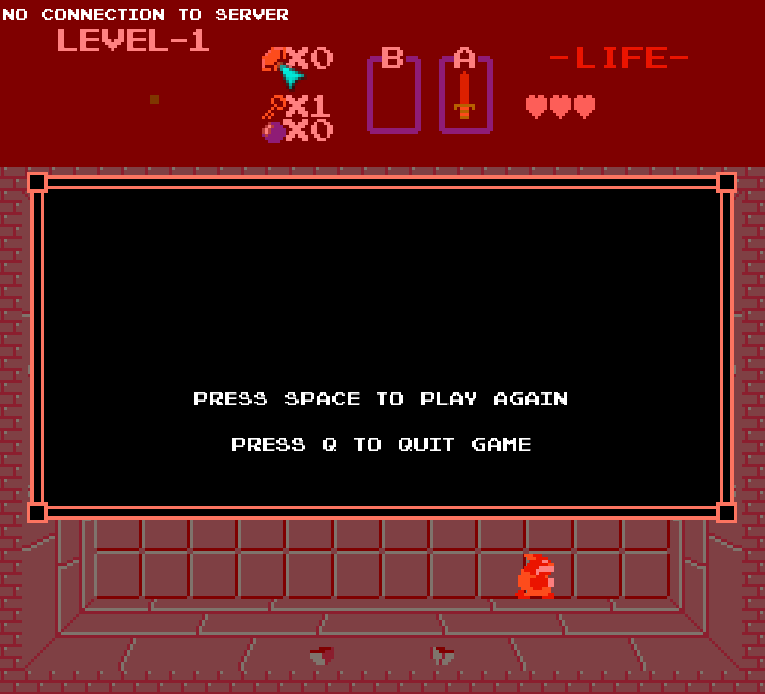 NO CONNECTION TO SERVER
LEVEL-1
X0
B
A
-LIFE-
X1
X0
PRESS SPACE TO PLAY AGAIN
PRESS Q TO QUIT GAME